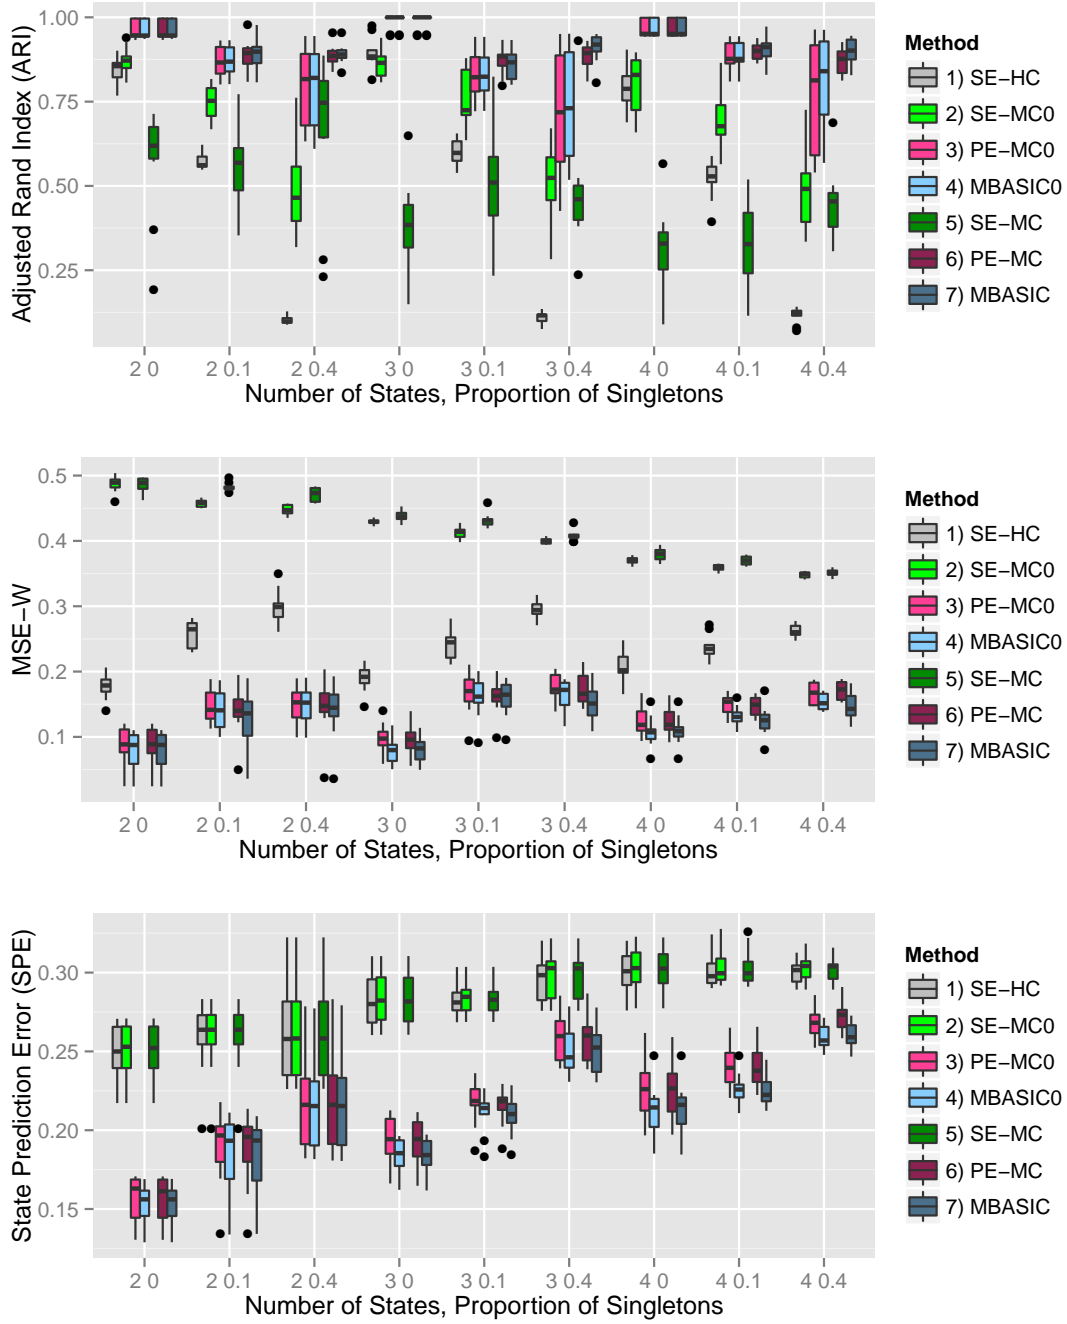 Adjusted Rand Index (ARI)
1.00
0.75
0.50
0.25
2 0
2 0.1
2 0.4
3 0
3 0.1
3 0.4
4 0
4 0.1
4 0.4
Number of States, Proportion of Singletons
Method
1) SE−HC
2) SE−MC0
3) PE−MC0
4) MBASIC0
5) SE−MC
6) PE−MC
7) MBASIC
MSE−W
0.5
0.4
0.3
0.2
0.1
2 0
2 0.1
2 0.4
3 0
3 0.1
3 0.4
4 0
4 0.1
4 0.4
Number of States, Proportion of Singletons
Method
1) SE−HC
2) SE−MC0
3) PE−MC0
4) MBASIC0
5) SE−MC
6) PE−MC
7) MBASIC
State Prediction Error (SPE)
0.30
0.25
0.20
0.15
2 0
2 0.1
2 0.4
3 0
3 0.1
3 0.4
4 0
4 0.1
4 0.4
Number of States, Proportion of Singletons
Method
1) SE−HC
2) SE−MC0
3) PE−MC0
4) MBASIC0
5) SE−MC
6) PE−MC
7) MBASIC